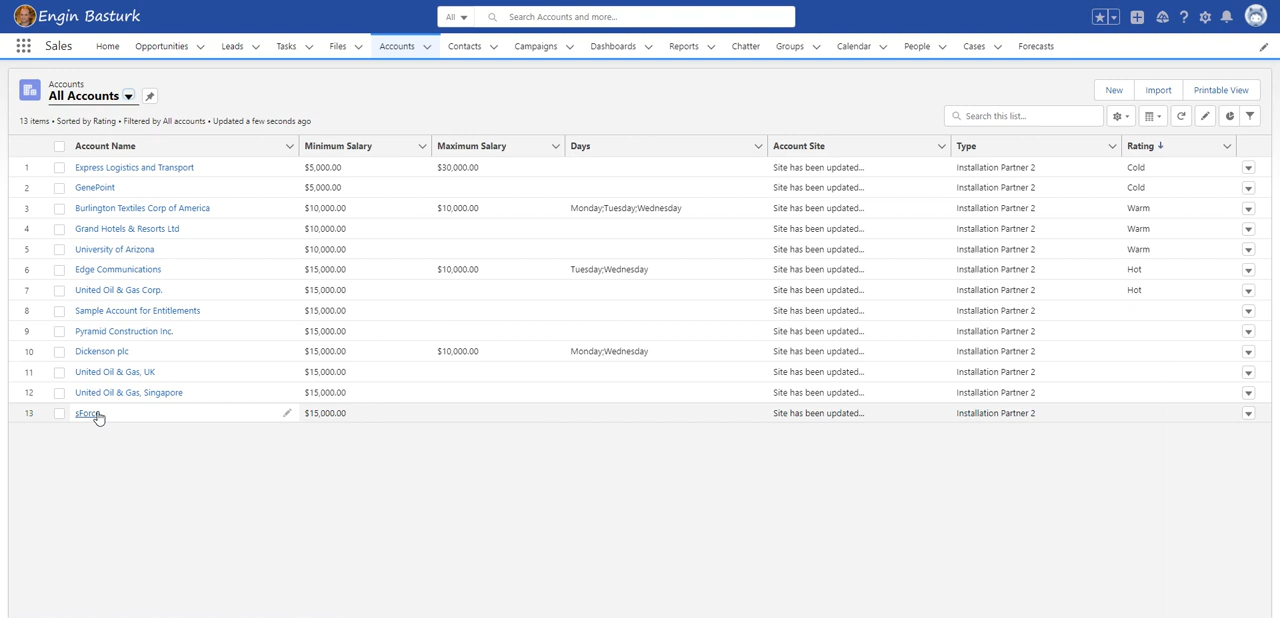 Engin Basturk
All
Search Accounts and more...
Sales Home Opportunities Leads Tasks Files Accounts Contacts Campaigns Dashboards Reports Chatter Groups Calendar People Cases Forecasts
Accounts
All Accounts
New Import Printable View
13 items • Sorted by Rating • Filtered by All accounts • Updated a few seconds ago
Search this list...
Account Name Minimum Salary Maximum Salary Days Account Site Type Rating
1 Express Logistics and Transport $5,000.00 $30,000.00 Site has been updated... Installation Partner 2 Cold
2 GenePoint $5,000.00 Site has been updated... Installation Partner 2 Cold
3 Burlington Textiles Corp of America $10,000.00 $10,000.00 Monday;Tuesday;Wednesday Site has been updated... Installation Partner 2 Warm
4 Grand Hotels & Resorts Ltd $10,000.00 Site has been updated... Installation Partner 2 Warm
5 University of Arizona $10,000.00 Site has been updated... Installation Partner 2 Warm
6 Edge Communications $15,000.00 $10,000.00 Tuesday;Wednesday Site has been updated... Installation Partner 2 Hot
7 United Oil & Gas Corp. $15,000.00 Site has been updated... Installation Partner 2 Hot
8 Sample Account for Entitlements $15,000.00 Site has been updated... Installation Partner 2
9 Pyramid Construction Inc. $15,000.00 Site has been updated... Installation Partner 2
10 Dickenson plc $15,000.00 $10,000.00 Monday;Wednesday Site has been updated... Installation Partner 2
11 United Oil & Gas, UK $15,000.00 Site has been updated... Installation Partner 2
12 United Oil & Gas, Singapore $15,000.00 Site has been updated... Installation Partner 2
13 sForce $15,000.00 Site has been updated... Installation Partner 2